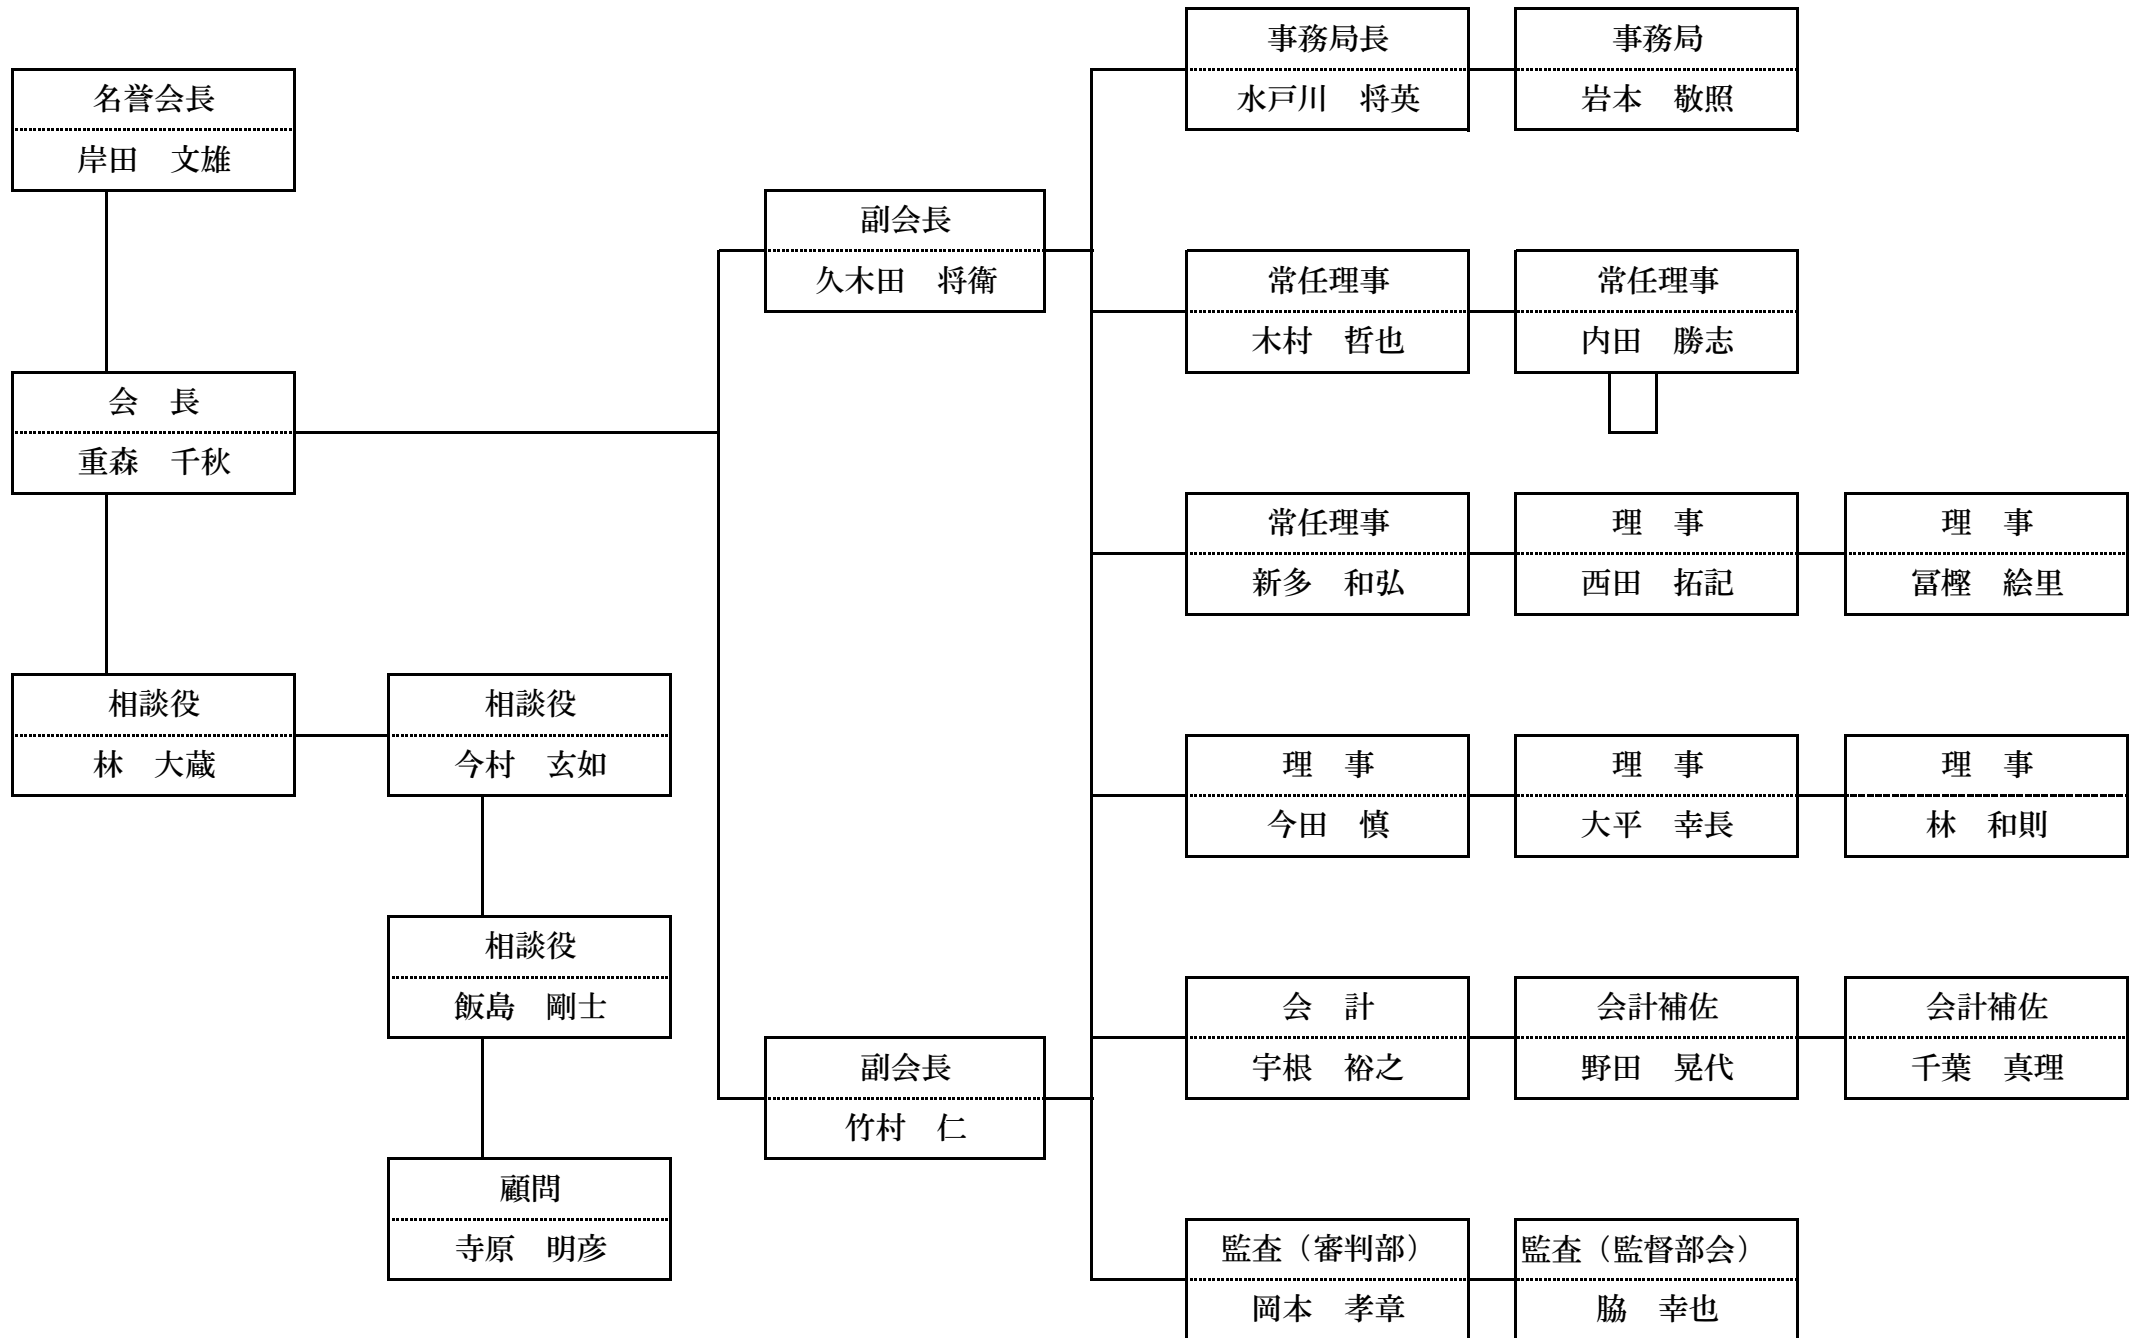 名誉会長
岸田　文雄
会　長
重森　千秋
相談役
林　大蔵
相談役
今村　玄如
相談役
飯島　剛士
顧問
寺原　明彦
副会長
久木田　将衛
副会長
竹村　仁
事務局長
水戸川　将英
事務局
岩本　敬照
常任理事
木村　哲也
常任理事
内田　勝志
常任理事
新多　和弘
理　事
西田　拓記
理　事
冨樫　絵里
理　事
今田　慎
理　事
大平　幸長
理　事
林　和則
会　計
宇根　裕之
会計補佐
野田　晃代
会計補佐
千葉　真理
監査（審判部）
岡本　孝章
監査（監督部会）
脇　幸也